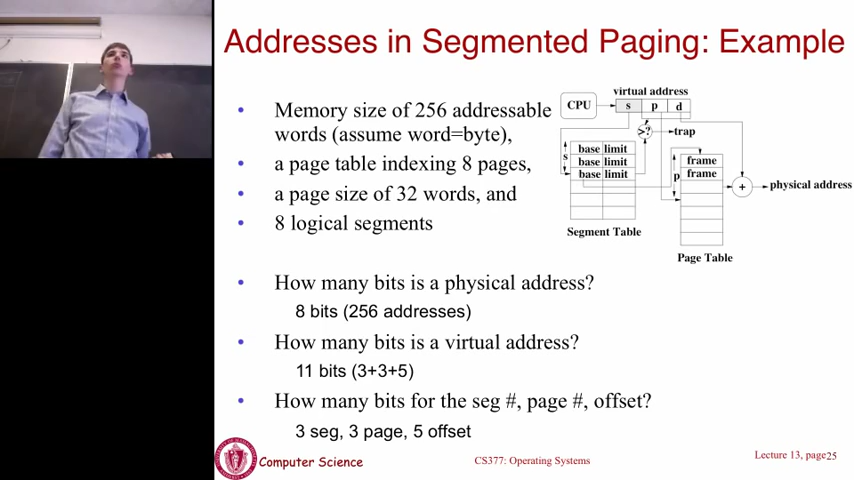 Addresses in Segmented Paging: Example
• Memory size of 256 addressable
words (assume word=byte),
• a page table indexing 8 pages,
• a page size of 32 words, and
• 8 logical segments
virtual address
CPU
s p d
>?
trap
s
base limit
base limit
base limit
p
frame
frame
+
physical address
Segment Table
Page Table
• How many bits is a physical address?
8 bits (256 addresses)
• How many bits is a virtual address?
11 bits (3+3+5)
• How many bits for the seg #, page #, offset?
3 seg, 3 page, 5 offset
Computer Science
CS377: Operating Systems
Lecture 13, page25